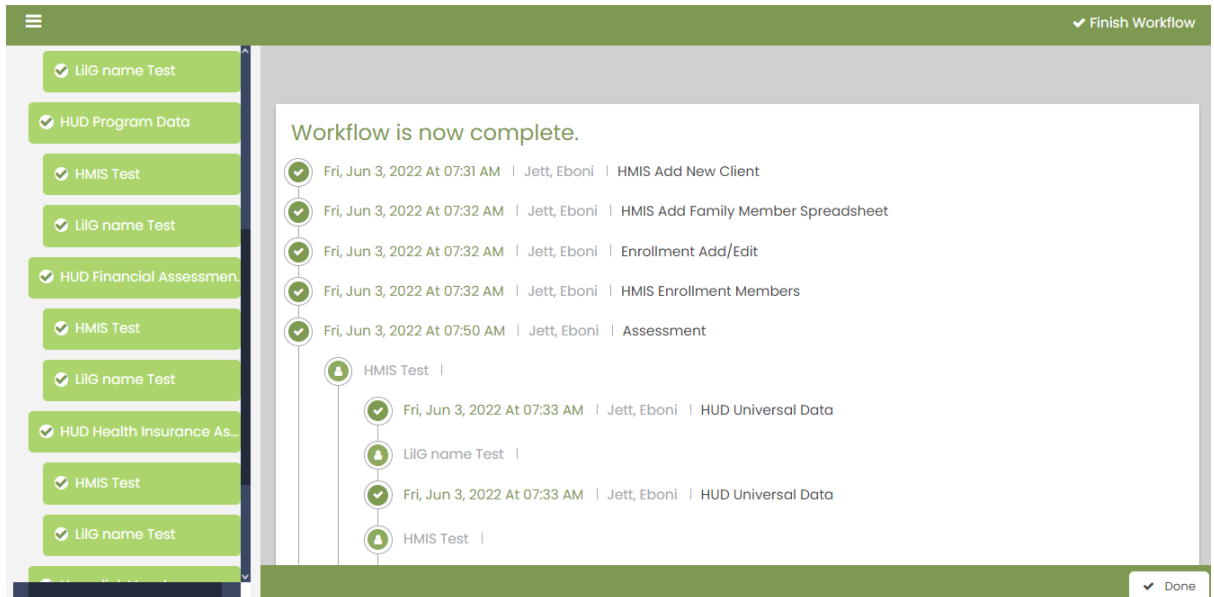 Finish Workflow
LilG name Test
HUD Program Data
HMIS Test
LilG name Test
HUD Financial Assessmen.
HMIS Test
LilG name Test
HUD Health Insurance As...
HMIS Test
LilG name Test
Workflow is now complete.
Fri, Jun 3, 2022 At 07:31 AM | Jett, Eboni | HMIS Add New Client
Fri, Jun 3, 2022 At 07:32 AM | Jett, Eboni | HMIS Add Family Member Spreadsheet
Fri, Jun 3, 2022 At 07:32 AM | Jett, Eboni | Enrollment Add/Edit
Fri, Jun 3, 2022 At 07:32 AM | Jett, Eboni | HMIS Enrollment Members
Fri, Jun 3, 2022 At 07:50 AM | Jett, Eboni | Assessment
HMIS Test |
Fri, Jun 3, 2022 At 07:33 AM | Jett, Eboni | HUD Universal Data
LilG name Test |
Fri, Jun 3, 2022 At 07:33 AM | Jett, Eboni | HUD Universal Data
HMIS Test |
Done